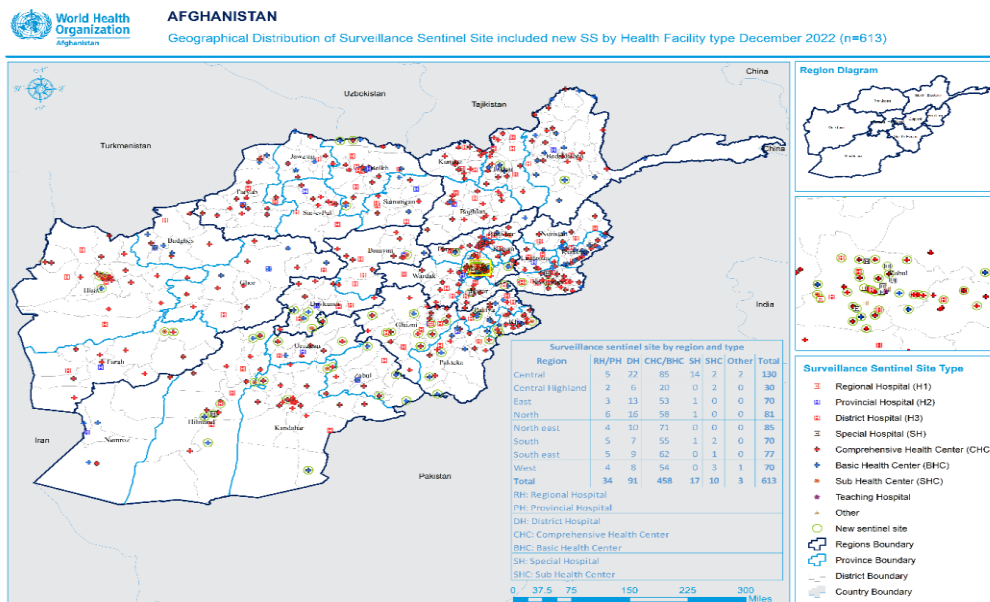 World Health
Organization
Afghanistan
AFGHANISTAN
Geographical Distribution of Surveillance Sentinel Site included new SS by Health Facility type December 2022 (n=613)
China
Uzbekistan
Tajikistan
Turkmenistan
China
India
Iran
Pakistan
Jawzjan
Balkh
Kunduz
Badakhshan
Faryab
Sar-e-Pul
Samangan
Baghlan
Badghis
Bamyan
Nuristan
Hirat
Ghor
Wardak
Ghazni
Paktika
Farah
Zabul
Nimroz
Hilmand
Kandahar
Surveillance sentinel site by region and type
Region RH/PH DH CHC/BHC SH SHC Other Total
Central 5 22 85 14 2 2 130
Central Highland 2 6 20 0 2 0 30
East 3 13 53 1 0 0 70
North 6 16 58 1 0 0 81
North east 4 10 71 0 0 0 85
South 5 7 55 1 2 0 70
South east 5 9 62 0 1 0 77
West 4 8 54 0 3 1 70
Total 34 91 458 17 10 3 613
RH: Regional Hospital
PH: Provincial Hospital
DH: District Hospital
CHC: Comprehensive Health Center
BHC: Basic Health Center
SH: Special Hospital
SHC: Sub Health Center
0 37.5 75 150 225 300
Miles
Region Diagram
Kabul
Surveillance Sentinel Site Type
Regional Hospital (H1)
Provincial Hospital (H2)
District Hospital (H3)
Special Hospital (SH)
Comprehensive Health Center (CHC
Basic Health Center (BHC)
Sub Health Center (SHC)
Teaching Hospital
Other
New sentinel site
Regions Boundary
Province Boundary
District Boundary
Country Boundary